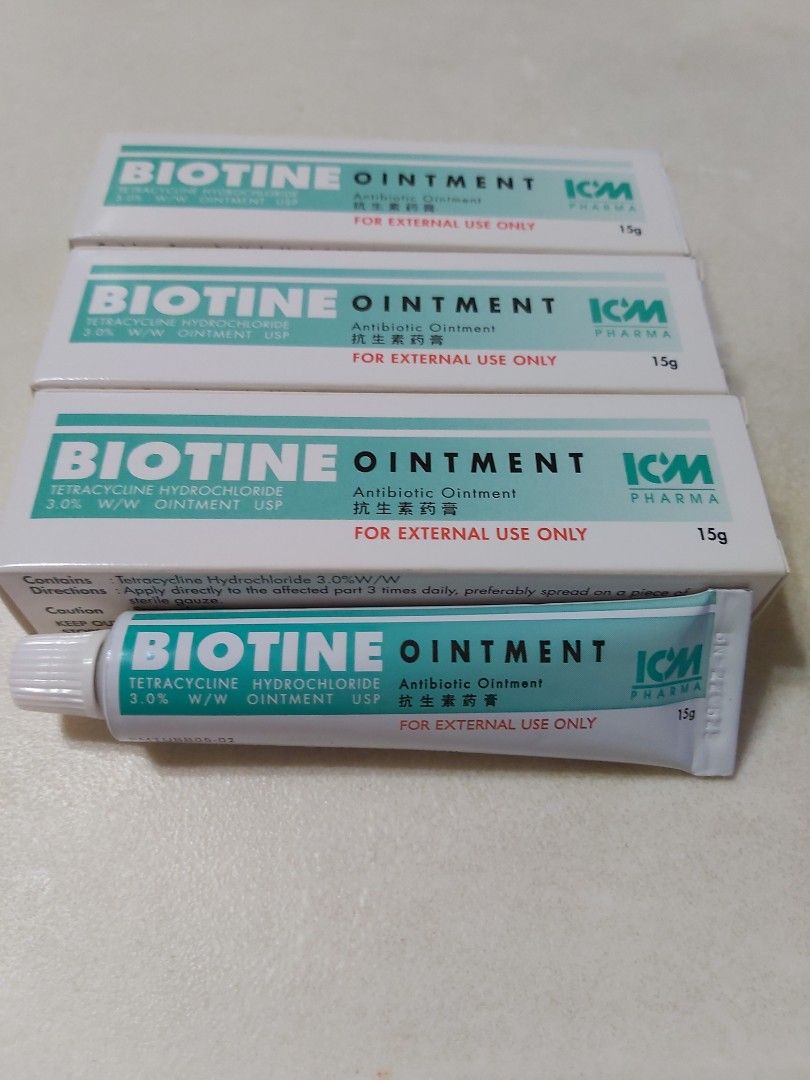 BIOTINE OINTMENT
ICM
PHARMA
TETRACYCLINE HYDROCHLORIDE
3.0% W/W OINTMENT USP
Antibiotic Ointment
抗生素药膏
FOR EXTERNAL USE ONLY
15g
BIOTINE OINTMENT
ICM
PHARMA
TETRACYCLINE HYDROCHLORIDE
3.0% W/W OINTMENT USP
Antibiotic Ointment
抗生素药膏
FOR EXTERNAL USE ONLY
15g
BIOTINE OINTMENT
ICM
PHARMA
TETRACYCLINE HYDROCHLORIDE
3.0% W/W OINTMENT USP
Antibiotic Ointment
抗生素药膏
FOR EXTERNAL USE ONLY
15g
Contains : Tetracycline Hydrochloride 3.0%W/W
Directions : Apply directly to the affected part 3 times daily, preferably spread on a piece of
sterile gauze
Caution
KEEP
BIOTINE OINTMENT
ICM
PHARMA
TETRACYCLINE HYDROCHLORIDE
3.0% W/W OINTMENT USP
Antibiotic Ointment
抗生素药膏
FOR EXTERNAL USE ONLY
15g